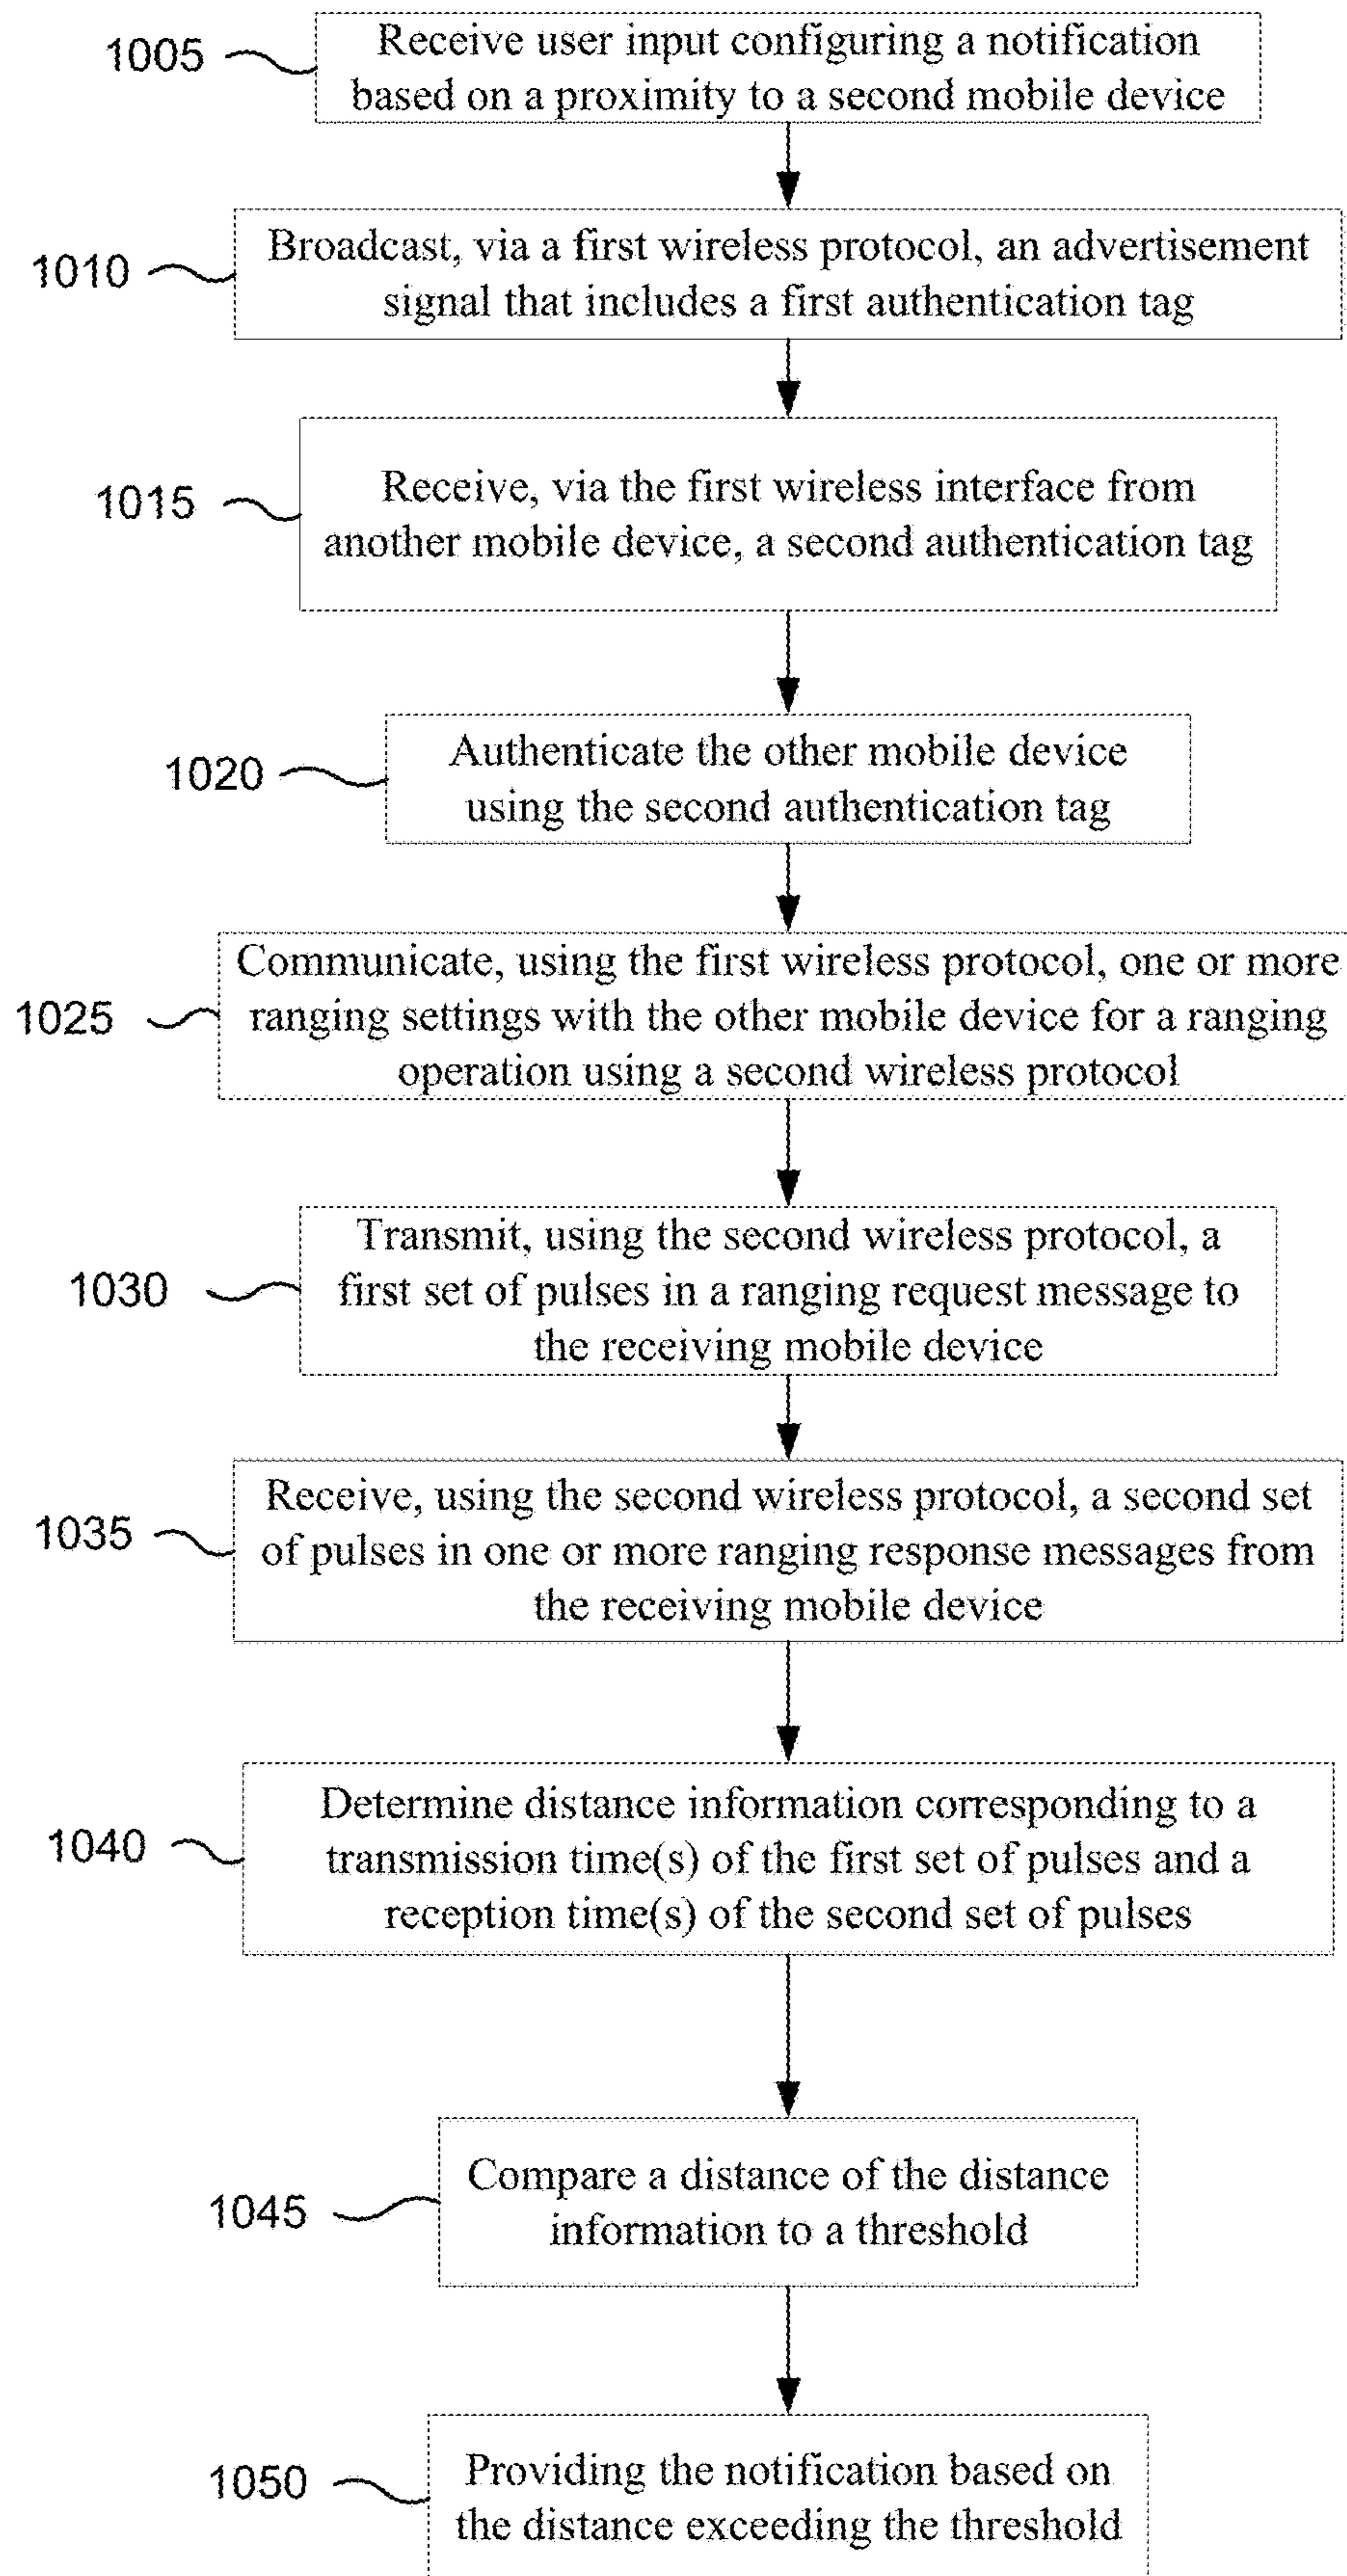 1005
Receive user input configuring a notification
based on a proximity to a second mobile device
1010
Broadcast, via a first wireless protocol, an advertisement
signal that includes a first authentication tag
1015
Receive, via the first wireless interface from
another mobile device, a second authentication tag
1020
Authenticate the other mobile device
using the second authentication tag
1025
Communicate, using the first wireless protocol, one or more
ranging settings with the other mobile device for a ranging
operation using a second wireless protocol
1030
Transmit, using the second wireless protocol, a
first set of pulses in a ranging request message to
the receiving mobile device
1035
Receive, using the second wireless protocol, a second set
of pulses in one or more ranging response messages from
the receiving mobile device
1040
Determine distance information corresponding to a
transmission time(s) of the first set of pulses and a
reception time(s) of the second set of pulses
1045
Compare a distance of the distance
information to a threshold
1050
Providing the notification based on
the distance exceeding the threshold